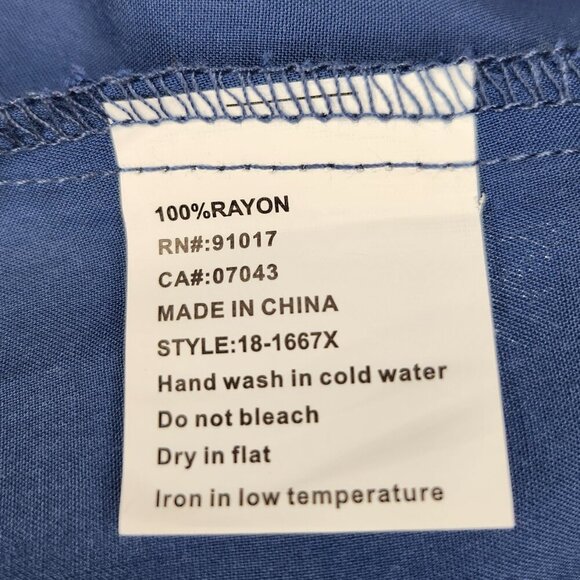 100%RAYON
RN#:91017
CA#:07043
MADE IN CHINA
STYLE:18-1667X
Hand wash in cold water
Do not bleach
Dry in flat
Iron in low temperature